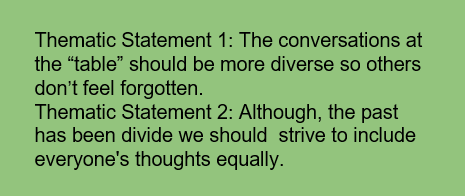 Thematic Statement 1: The conversations at
the “table” should be more diverse so others
don’t feel forgotten.
Thematic Statement 2: Although, the past
has been divide we should  strive to include
everyone's thoughts equally.